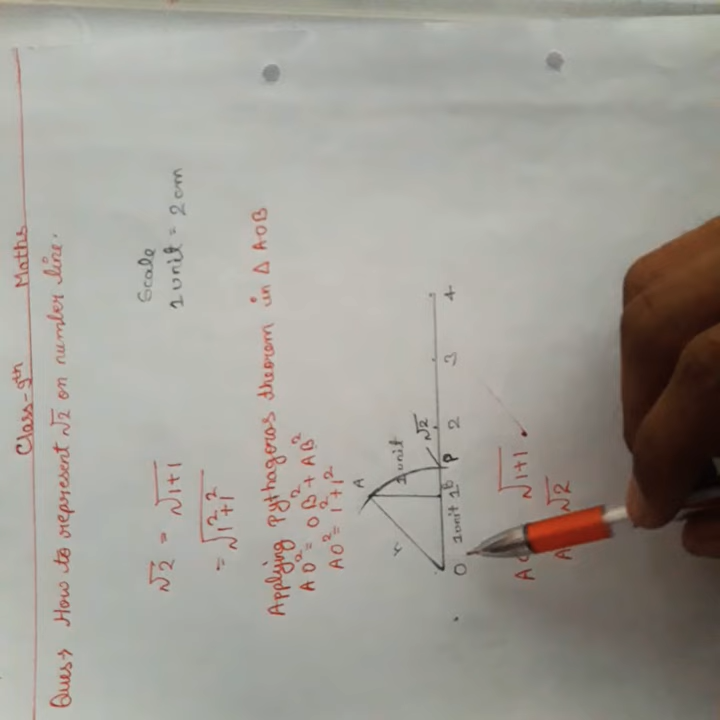 Class-9th Maths
Ques→ How to represent √2 on number line.
Scale
1 unit = 2 cm
√2 = √1+1
= √1²+1²
Applying Pythagoras theorem in Δ AOB
AO² = OB² + AB²
AO² = 1² + 1²
A
1 unit
√2
O 1 unit 1 B P 2 3 4
A √1+1
A √2